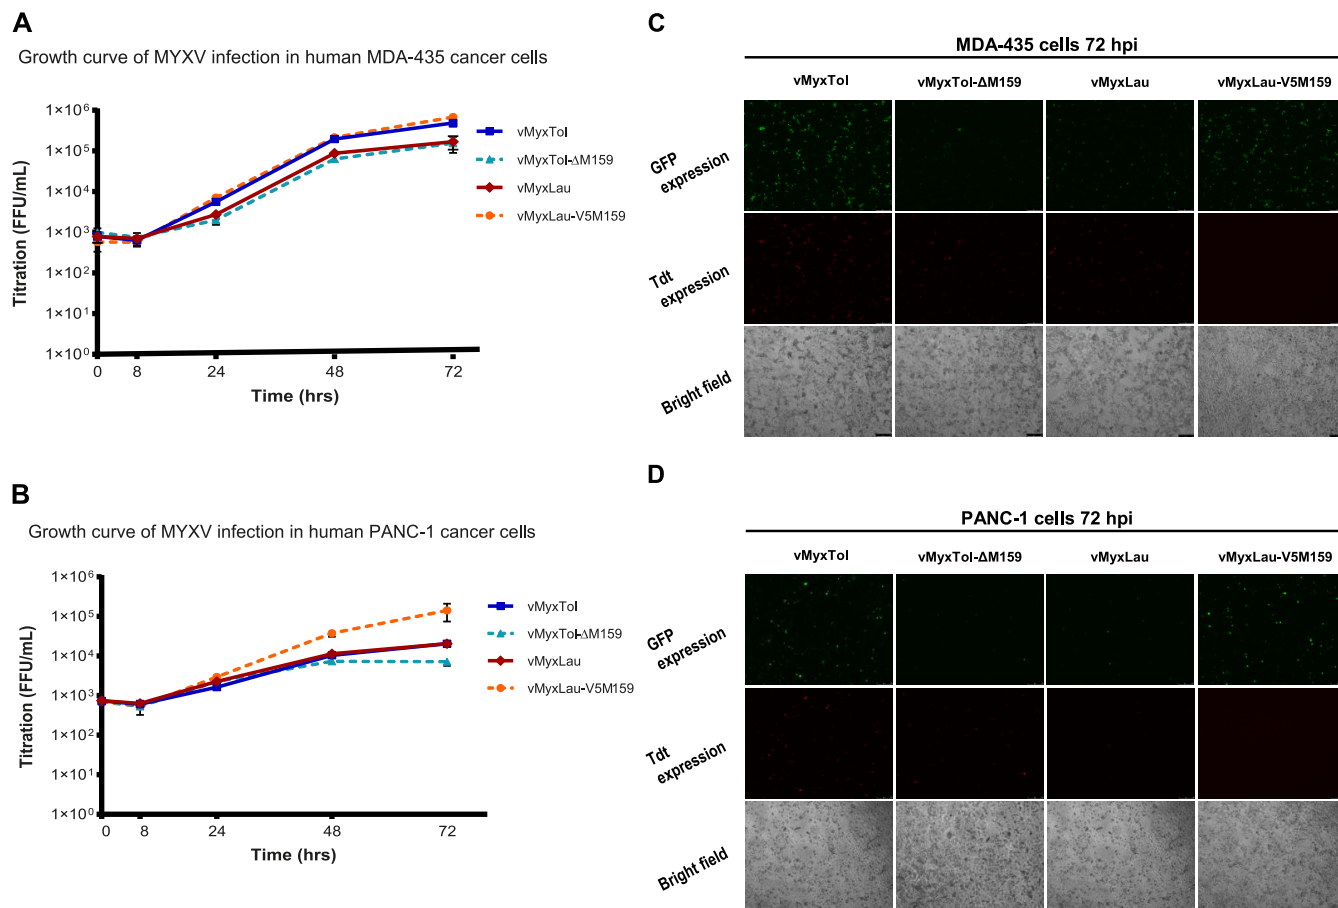 A
Growth curve of MYXV infection in human MDA-435 cancer cells
Titration (FFU/mL)
1×10⁶
1×10⁵
1×10⁴
1×10³
1×10²
1×10¹
1×10⁰
0 8 24 48 72
Time (hrs)
vMyxTol
vMyxTol-ΔM159
vMyxLau
vMyxLau-V5M159
B
Growth curve of MYXV infection in human PANC-1 cancer cells
Titration (FFU/mL)
1×10⁶
1×10⁵
1×10⁴
1×10³
1×10²
1×10¹
1×10⁰
0 8 24 48 72
Time (hrs)
vMyxTol
vMyxTol-ΔM159
vMyxLau
vMyxLau-V5M159
C
MDA-435 cells 72 hpi
vMyxTol vMyxTol-ΔM159 vMyxLau vMyxLau-V5M159
GFP
expression
Tdt
expression
Bright field
D
PANC-1 cells 72 hpi
vMyxTol vMyxTol-ΔM159 vMyxLau vMyxLau-V5M159
GFP
expression
Tdt
expression
Bright field